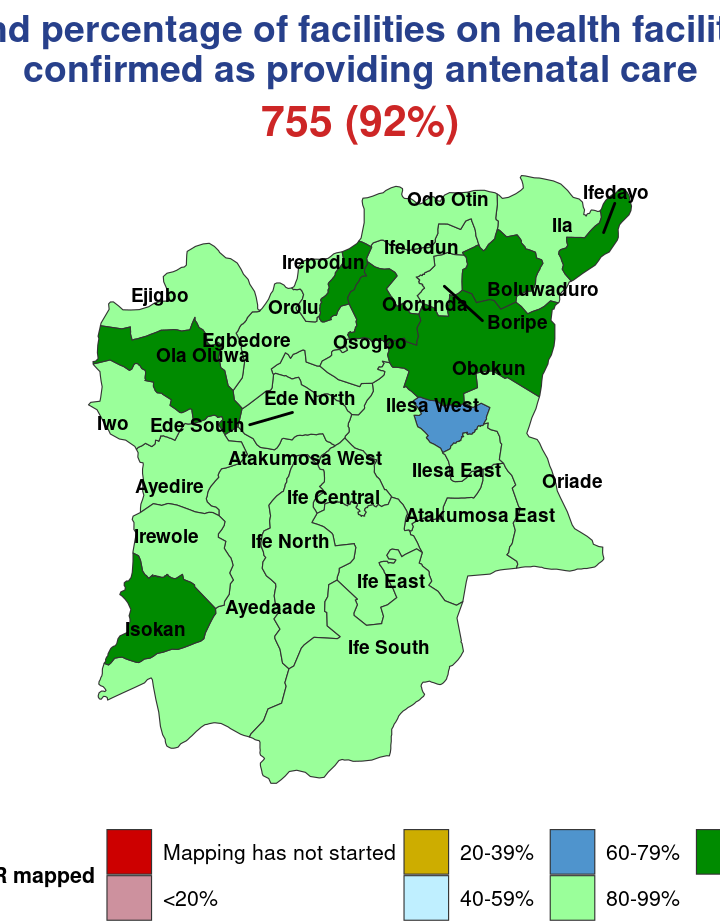 percentage of facilities on health
confirmed as providing antenatal care
755 (92%)
Ifedayo
Odo Otin
Ila
Ifelodun
Irepodun
Boluwaduro
Ejigbo
Orolu
Olorunda
Boripe
Egbedore
Osogbo
Ola Oluwa
Obokun
Ede North
Ilesa West
Iwo
Ede South
Atakumosa West
Ilesa East
Oriade
Ayedire
Ife Central
Atakumosa East
Irewole
Ife North
Ife East
Ayedaade
Isokan
Ife South
Mapping has not started
20-39%
60-79%
R mapped
<20%
40-59%
80-99%